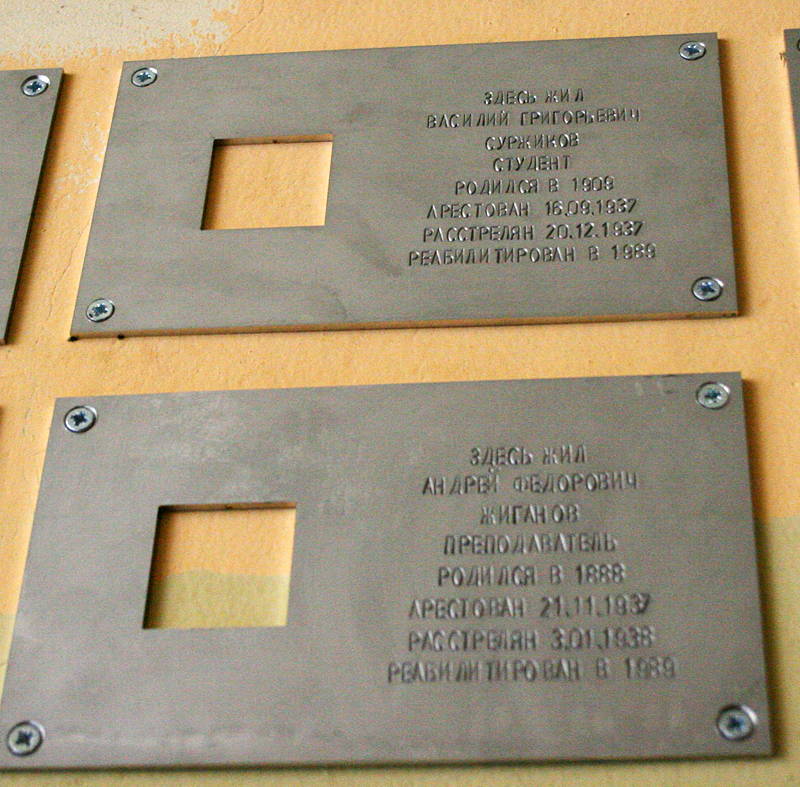 ЗДЕСЬ ЖИЛ
ВАСИЛИЙ ГРИГОРЬЕВИЧ
СУРЖИКОВ
СТУДЕНТ
РОДИЛСЯ В 1909
АРЕСТОВАН 16.09.1937
РАССТРЕЛЯН 20.12.1937
РЕАБИЛИТИРОВАН В 1989
ЗДЕСЬ ЖИЛ
АНДРЕЙ ФЕДОРОВИЧ
ЖИГАНОВ
ПРЕПОДАВАТЕЛЬ
РОДИЛСЯ В 1888
АРЕСТОВАН 21.11.1937
РАССТРЕЛЯН 3.01.1938
РЕАБИЛИТИРОВАН В 1989